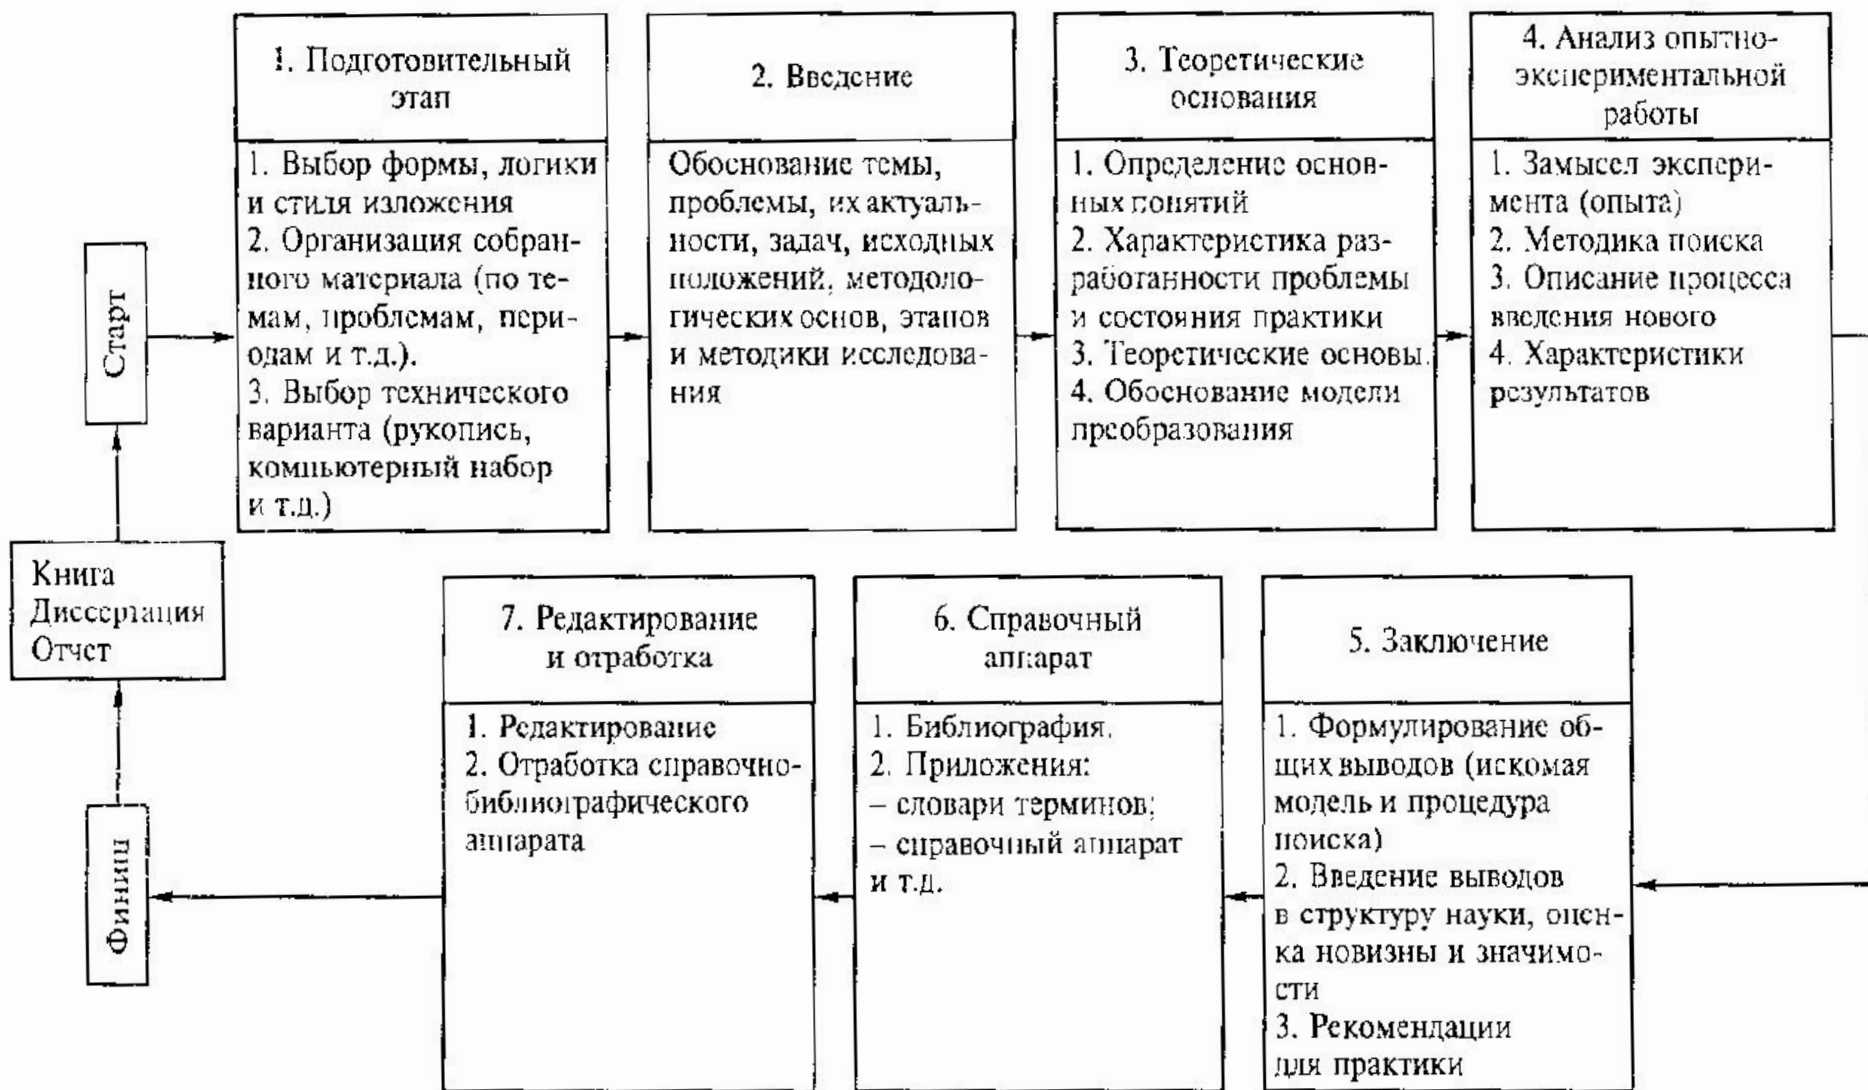 Старт
Книга
Диссертация
Отчет
Финиш
1. Подготовительный
этап
1. Выбор формы, логики
и стиля изложения
2. Организация собран-
ного материала (по те-
мам, проблемам, пери-
одам и т.д.).
3. Выбор технического
варианта (рукопись,
компьютерный набор
и т.д.)
2. Введение
Обоснование темы,
проблемы, их актуаль-
ности, задач, исходных
положений, методоло-
гических основ, этапов
и методики исследова-
ния
3. Теоретические
основания
1. Определение основ-
ных понятий
2. Характеристика раз-
работанности проблемы
и состояния практики
3. Теоретические основы.
4. Обоснование модели
преобразования
4. Анализ опытно-
экспериментальной
работы
1. Замысел экспери-
мента (опыта)
2. Методика поиска
3. Описание процесса
введения нового
4. Характеристики
результатов
5. Заключение
1. Формулирование об-
щих выводов (искомая
модель и процедура
поиска)
2. Введение выводов
в структуру науки, оцен-
ка новизны и значимо-
сти
3. Рекомендации
для практики
6. Справочный
аппарат
1. Библиография.
2. Приложения:
– словари терминов;
– справочный аппарат
и т.д.
7. Редактирование
и отработка
1. Редактирование
2. Отработка справочно-
библиографического
аппарата